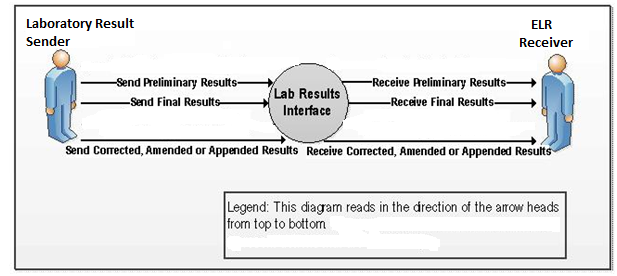 Laboratory Result
Sender
ELR
Receiver
Send Preliminary Results
Receive Preliminary Results
Lab Results
Interface
Send Final Results
Receive Final Results
Send Corrected, Amended or Appended Results
Receive Corrected, Amended or Appended Results
Legend: This diagram reads in the direction of the arrow heads
from top to bottom.